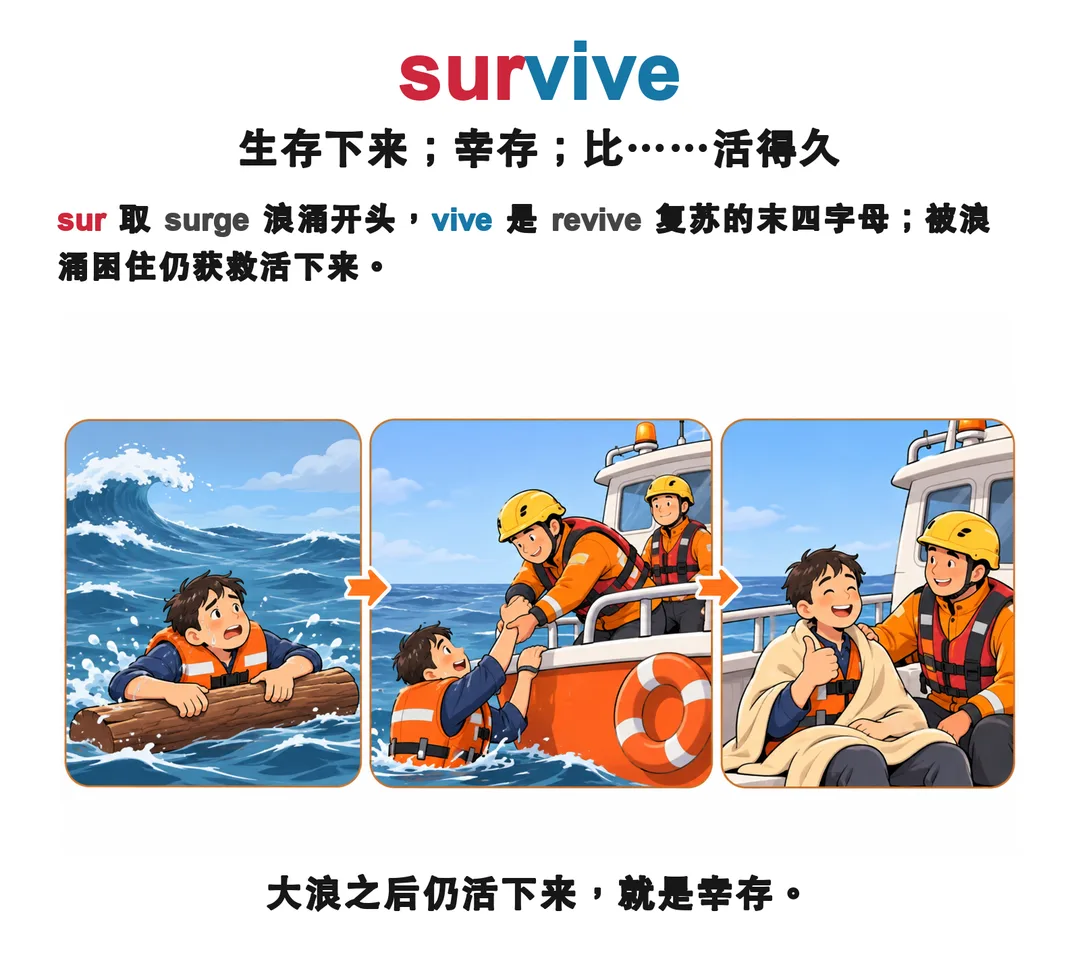 survive
生存下来；幸存；比……活得久
sur 取 surge 浪涌开头，vive 是 revive 复苏的末四字母；被浪
涌困住仍获救活下来。
大浪之后仍活下来，就是幸存。